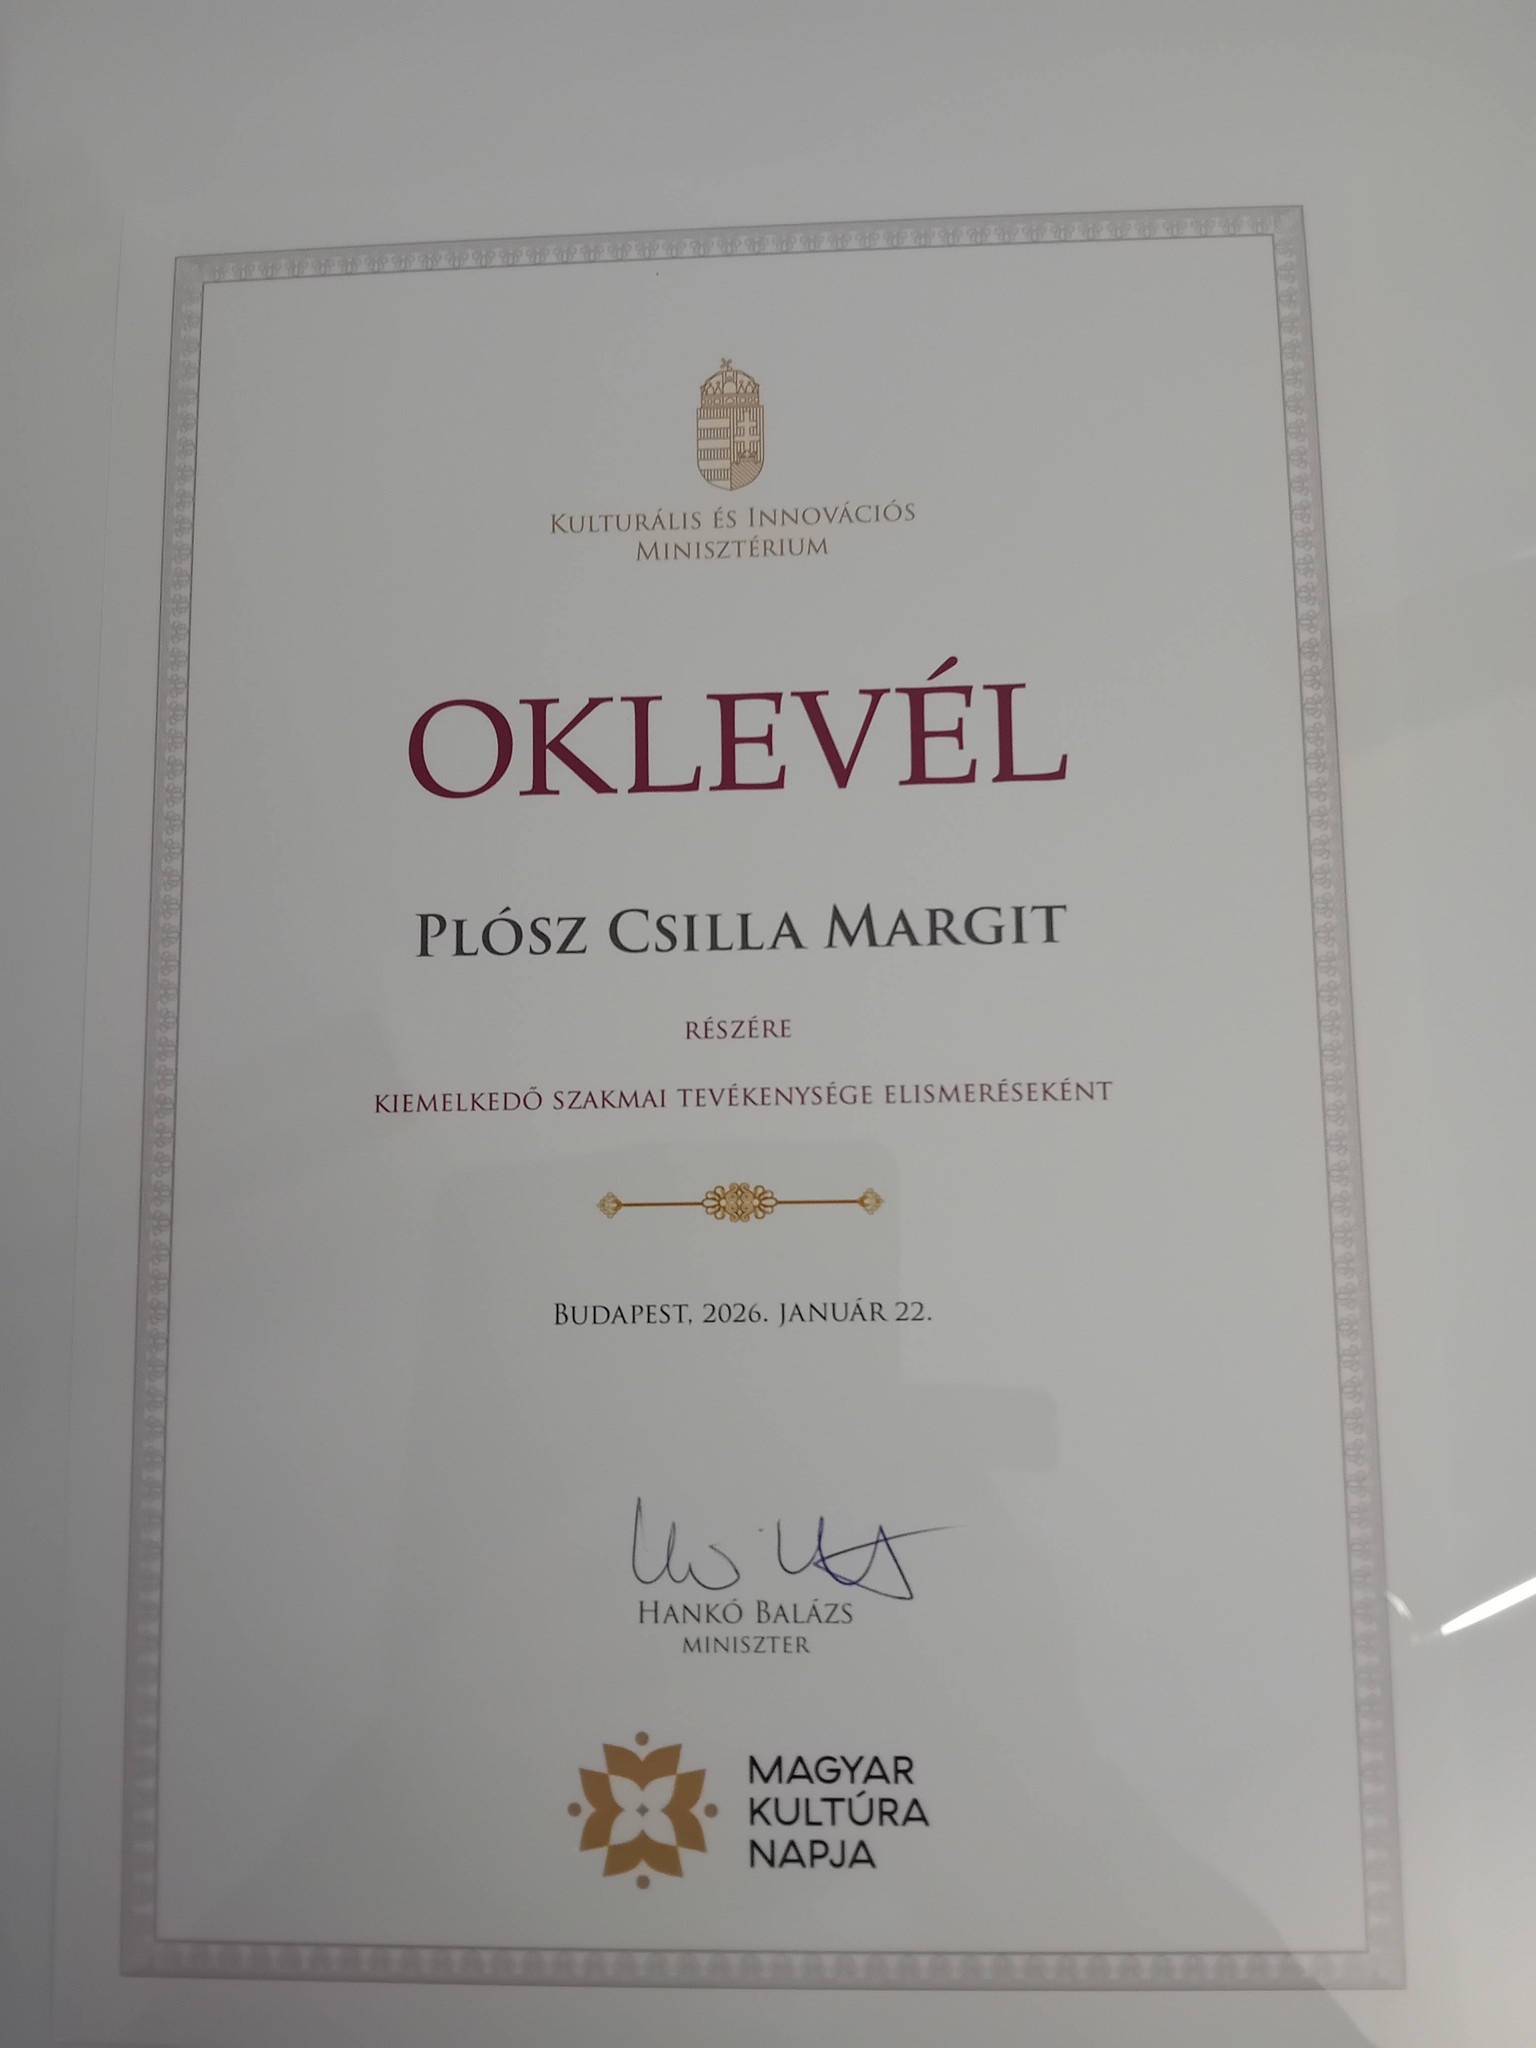 Kulturális és Innovációs
Minisztérium
OKLEVÉL
Plósz Csilla Margit
részére
kiemelkedő szakmai tevékenysége elismeréseként
Budapest, 2026. január 22.
Hankó Balázs
miniszter
MAGYAR
KULTÚRA
NAPJA